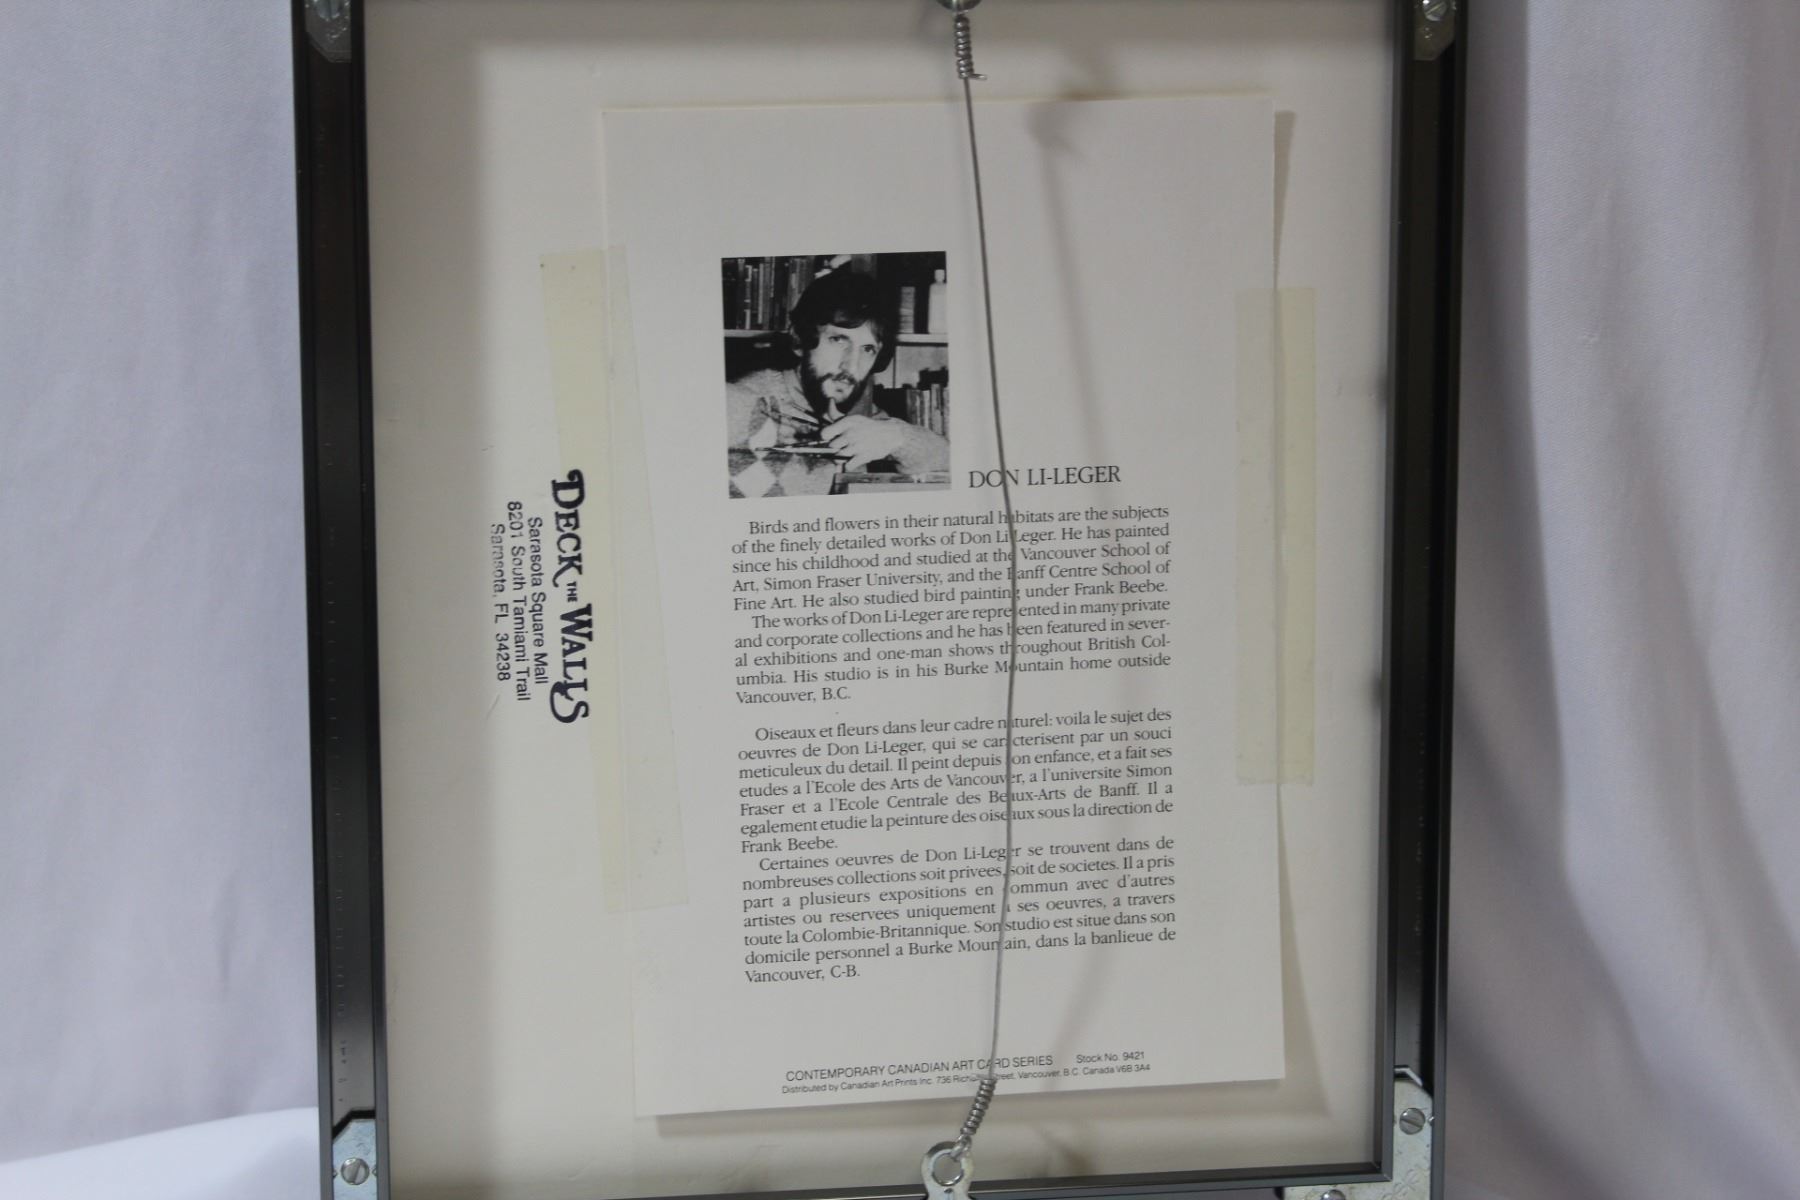 DON LI-LEGER
Birds and flowers in their natural habitats are the subjects
of the finely detailed works of Don Li-Leger. He has painted
since his childhood and studied at the Vancouver School of
Art, Simon Fraser University, and the Banff Centre School of
Fine Art. He also studied bird painting under Frank Beebe.
The works of Don Li-Leger are represented in many private
and corporate collections and he has been featured in sever-
al exhibitions and one-man shows throughout British Col-
umbia. His studio is in his Burke Mountain home outside
Vancouver, B.C.
Oiseaux et fleurs dans leur cadre naturel: voila le sujet des
oeuvres de Don Li-Leger, qui se caracterisent par un souci
meticuleux du detail. Il peint depuis son enfance, et a fait ses
etudes a l'Ecole des Arts de Vancouver, a l'universite Simon
Fraser et a l'Ecole Centrale des Beaux-Arts de Banff. Il a
egalement etudie la peinture des oiseaux sous la direction de
Frank Beebe.
Certaines oeuvres de Don Li-Leger se trouvent dans de
nombreuses collections soit privees, soit de societes. Il a pris
part a plusieurs expositions en commun avec d'autres
artistes ou reservees uniquement a ses oeuvres, a travers
toute la Colombie-Britannique. Son studio est situe dans son
domicile personnel a Burke Mountain, dans la banlieue de
Vancouver, C-B.
CONTEMPORARY CANADIAN ART CARD SERIES Stock No. 9421
Distributed by Canadian Art Prints Inc. 736 Street, Vancouver, B.C. Canada V6B 3A4
DECK THE WALLS
Sarasota Square Mall
8201 South Tamiami Trail
Sarasota, FL 34238